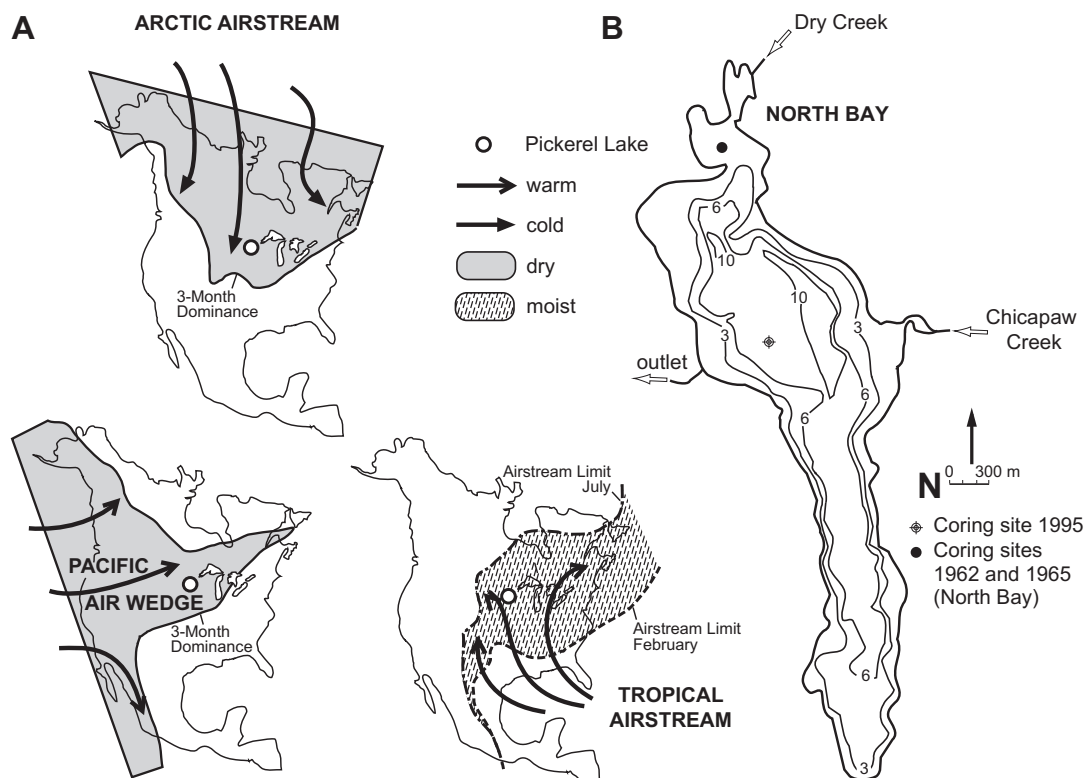 A
ARCTIC AIRSTREAM
3-Month
Dominance
Pickerel Lake
warm
cold
dry
moist
PACIFIC
AIR WEDGE
3-Month
Dominance
Airstream Limit
July
Airstream Limit
February
TROPICAL
AIRSTREAM
B
Dry Creek
NORTH BAY
6
10
10
3
3
Chicapaw
Creek
outlet
6
6
N
0 300 m
Coring site 1995
Coring sites
1962 and 1965
(North Bay)
6
3